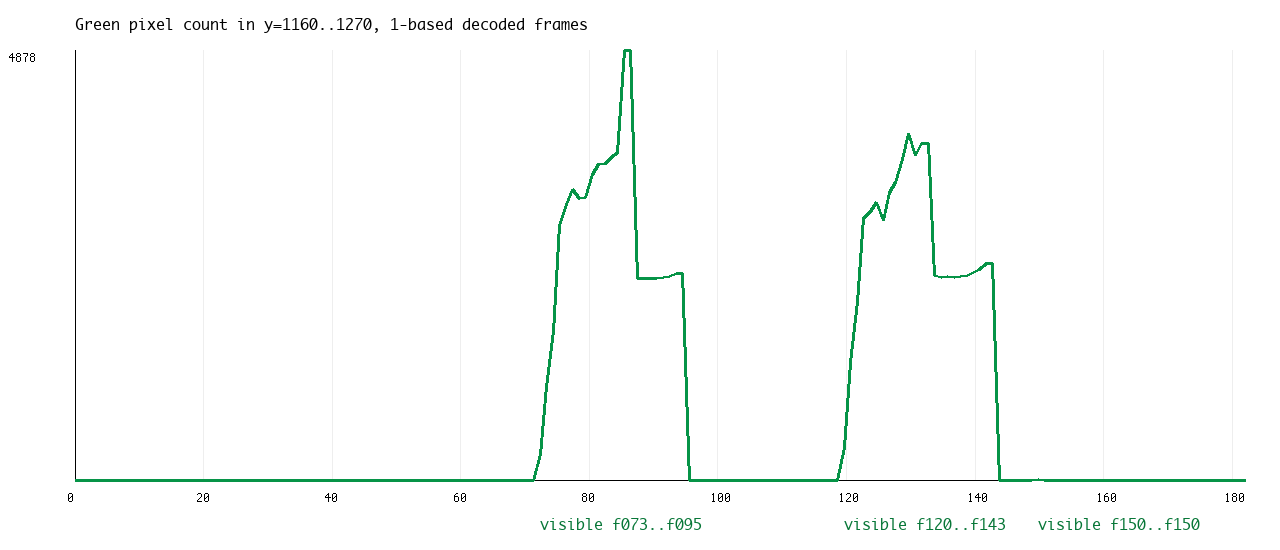 Green pixel count in y=1160..1270, 1-based decoded frames
4878
0 20 40 60 80 100 120 140 160 180
visible f073..f095 visible f120..f143 visible f150..f150